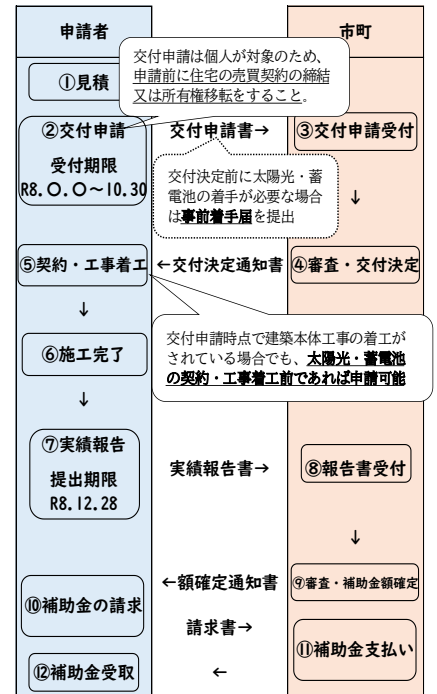 申請者
市町
交付申請は個人が対象のため、
申請前に住宅の売買契約の締結
又は所有権移転をすること。
①見積
②交付申請
受付期限
R8.〇.〇～10.30
交付申請書→
③交付申請受付
交付決定前に太陽光・蓄
電池の着手が必要な場合
は事前着手届を提出
↓
⑤契約・工事着工
←交付決定通知書
④審査・交付決定
↓
交付申請時点で建築本体工事の着工が
されている場合でも、太陽光・蓄電池
の契約・工事着工前であれば申請可能
⑥施工完了
↓
⑦実績報告
提出期限
R8.12.28
実績報告書→
⑧報告書受付
↓
←額確定通知書
⑨審査・補助金額確定
⑩補助金の請求
請求書→
⑪補助金支払い
⑫補助金受取
←